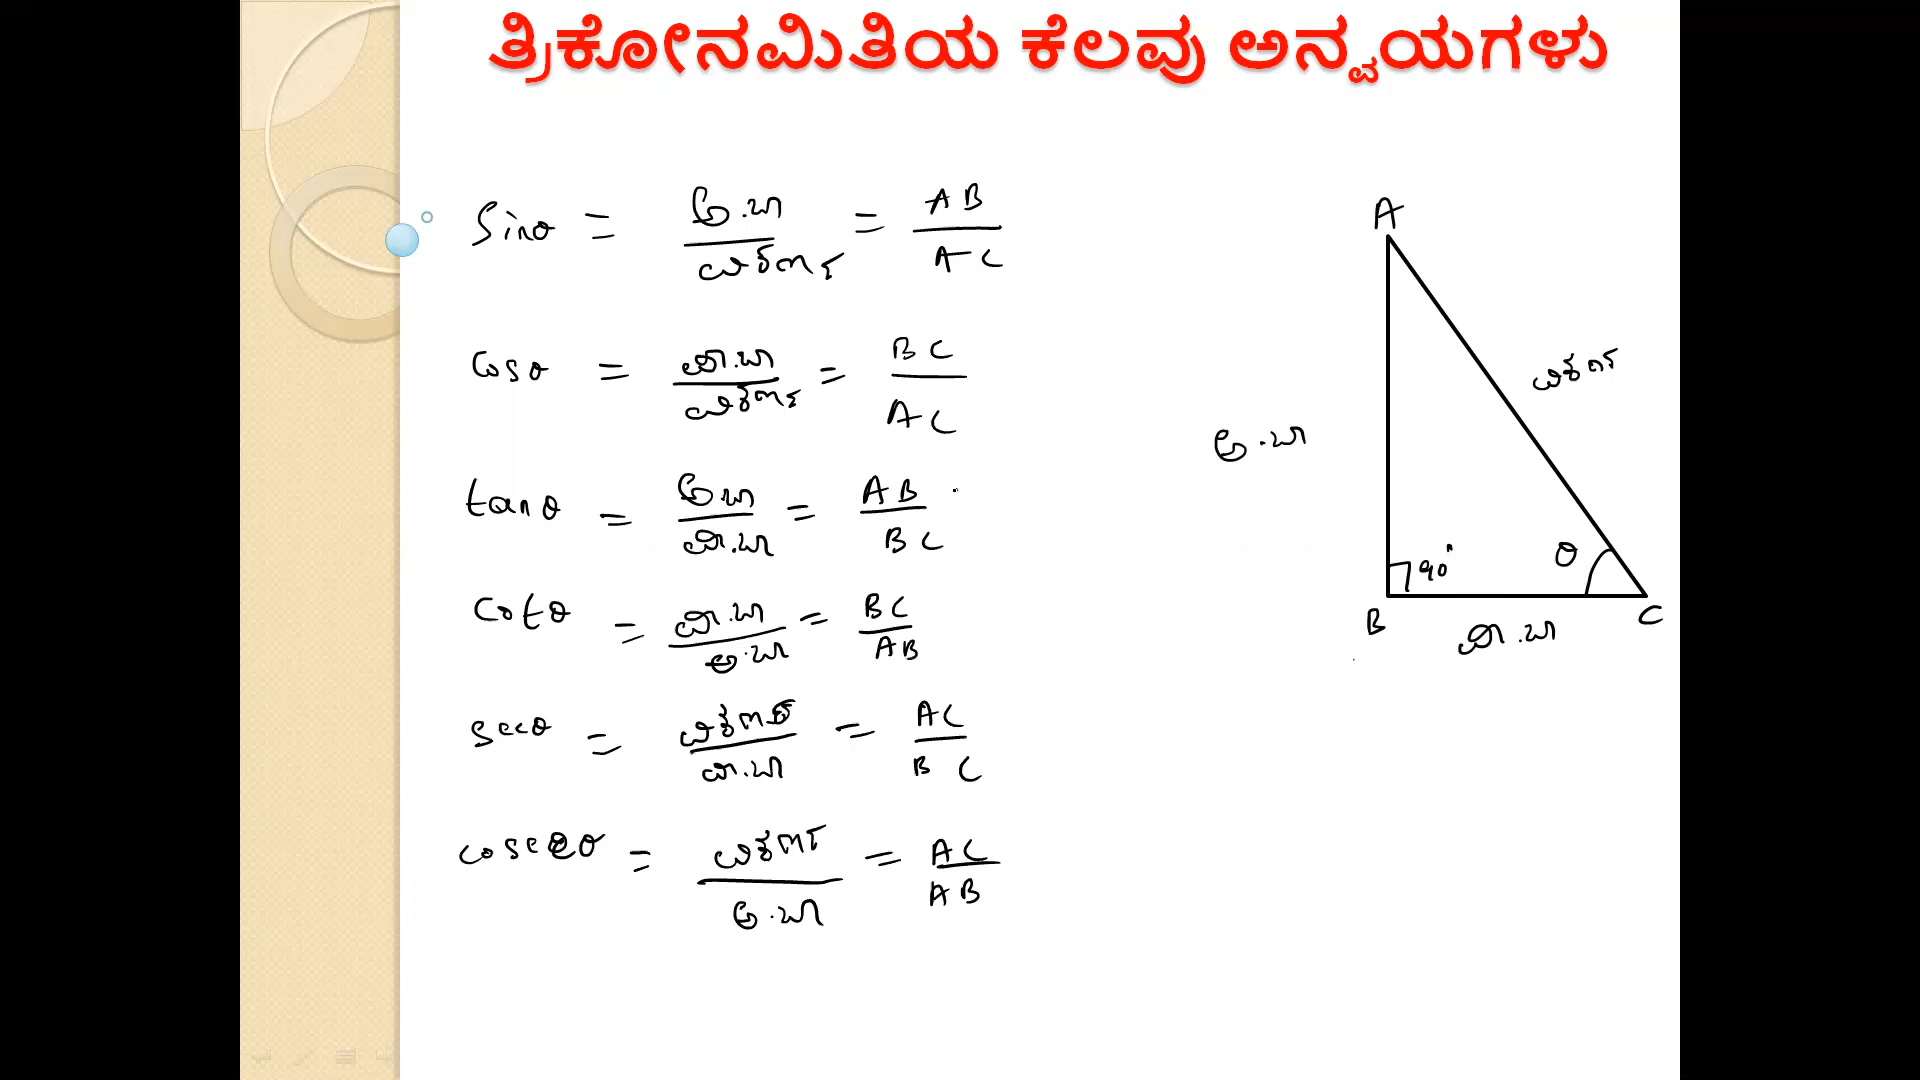 ತ್ರಿಕೋನಮಿತಿಯ ಕೆಲವು ಅನ್ವಯಗಳು
Sinθ = ಅ.ಬಾ / ವಿಕರ್ಣ = AB / AC
Cosθ = ಪಾ.ಬಾ / ವಿಕರ್ಣ = BC / AC
tanθ = ಅ.ಬಾ / ಪಾ.ಬಾ = AB / BC
Cotθ = ಪಾ.ಬಾ / ಅ.ಬಾ = BC / AB
Secθ = ವಿಕರ್ಣ / ಪಾ.ಬಾ = AC / BC
Cosecθ = ವಿಕರ್ಣ / ಅ.ಬಾ = AC / AB
A
ವಿಕರ್ಣ
ಅ.ಬಾ
90° θ
B C
ಪಾ.ಬಾ